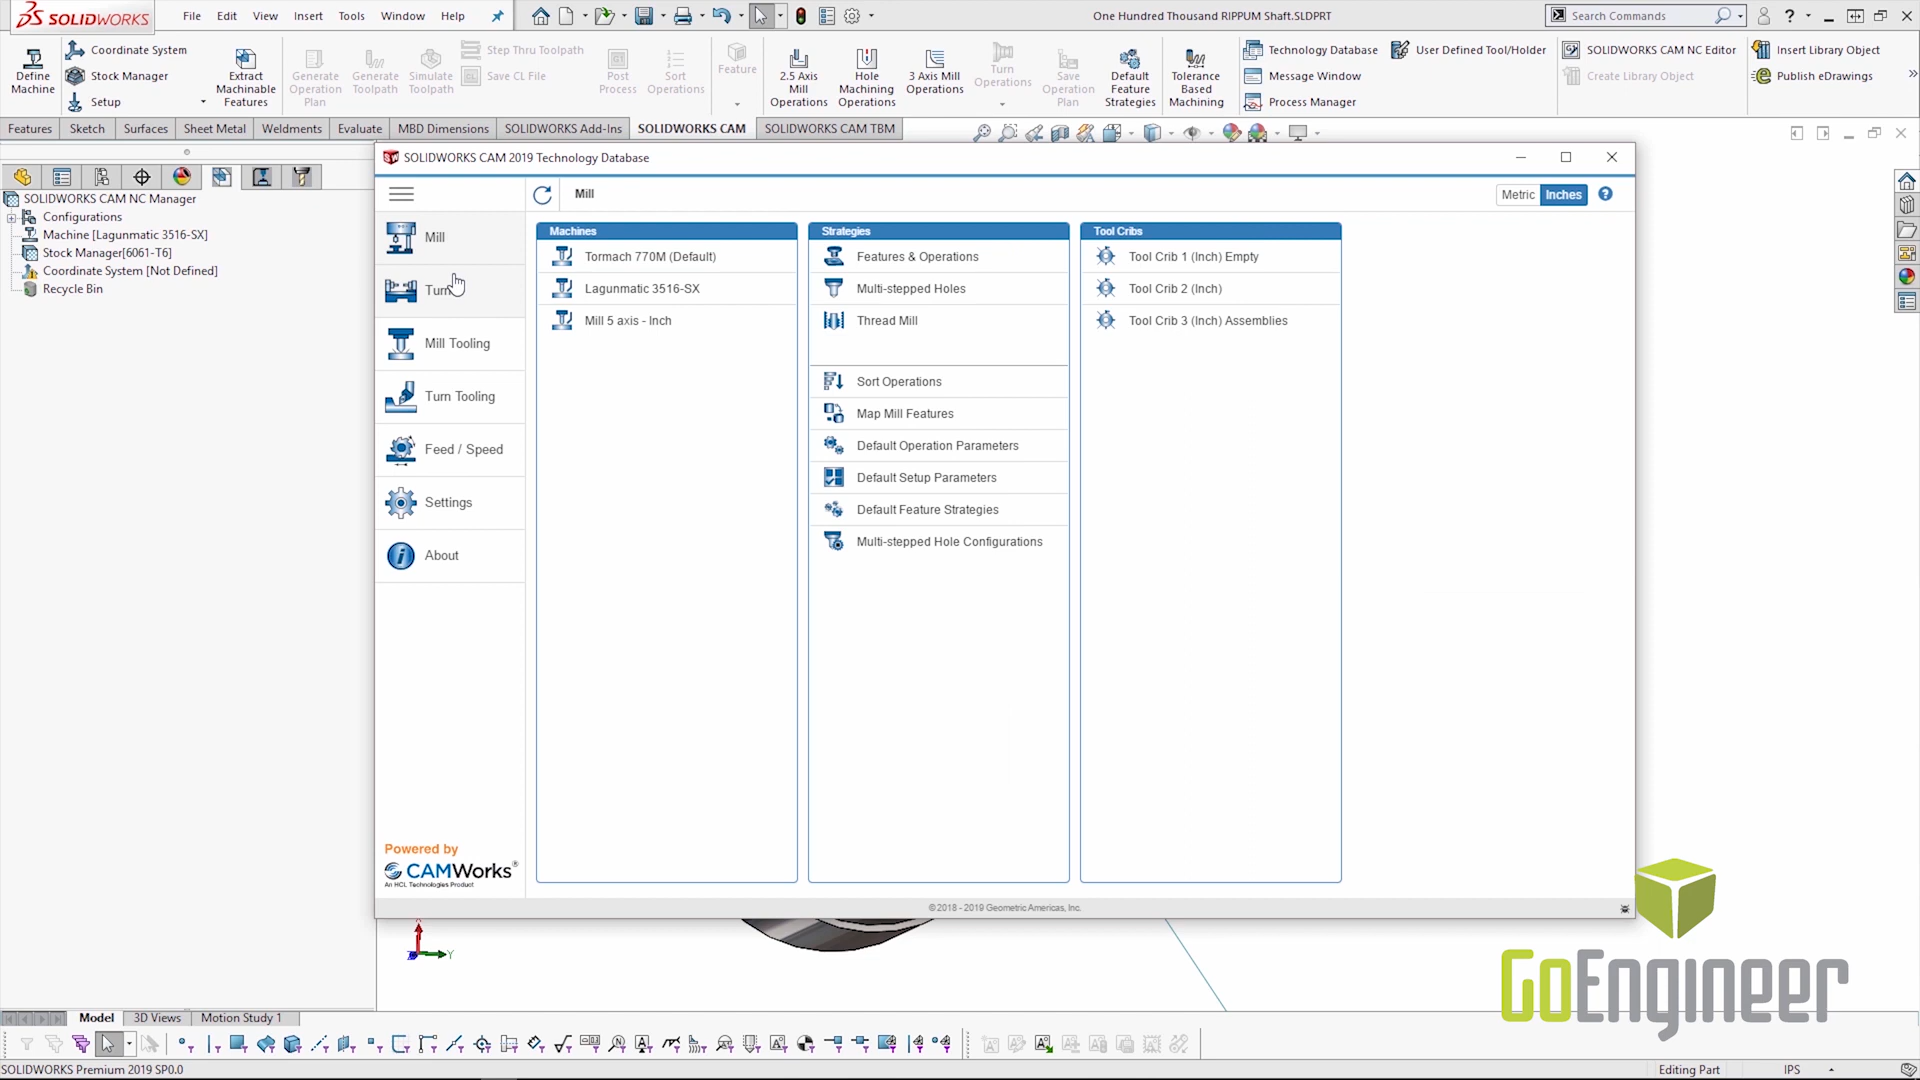 SOLIDWORKS
File Edit View Insert Tools Window Help
One Hundred Thousand RIPPUM Shaft.SLDPRT
Search Commands
Define Machine
Coordinate System
Stock Manager
Setup
Extract Machinable Features
Generate Operation Plan
Generate Toolpath
Simulate Toolpath
Step Thru Toolpath
Save CL File
Post Process
Sort Operations
Feature
2.5 Axis Mill Operations
Hole Machining Operations
3 Axis Mill Operations
Turn Operations
Save Operation Plan
Default Feature Strategies
Tolerance Based Machining
Technology Database
Message Window
Process Manager
User Defined Tool/Holder
SOLIDWORKS CAM NC Editor
Create Library Object
Insert Library Object
Publish eDrawings
Features Sketch Surfaces Sheet Metal Weldments Evaluate MBD Dimensions SOLIDWORKS Add-Ins SOLIDWORKS CAM SOLIDWORKS CAM TBM
SOLIDWORKS CAM NC Manager
Configurations
Machine [Lagunmatic 3516-SX]
Stock Manager[6061-T6]
Coordinate System [Not Defined]
Recycle Bin
SOLIDWORKS CAM 2019 Technology Database
Mill
Metric Inches
Mill
Turn
Mill Tooling
Turn Tooling
Feed / Speed
Settings
About
Powered by
CAMWorks®
An HCL Technologies Product
Machines
Tormach 770M (Default)
Lagunmatic 3516-SX
Mill 5 axis - Inch
Strategies
Features & Operations
Multi-stepped Holes
Thread Mill
Sort Operations
Map Mill Features
Default Operation Parameters
Default Setup Parameters
Default Feature Strategies
Multi-stepped Hole Configurations
Tool Cribs
Tool Crib 1 (Inch) Empty
Tool Crib 2 (Inch)
Tool Crib 3 (Inch) Assemblies
© 2018 - 2019 Geometric Americas, Inc.
Y
GoEngineer
Model 3D Views Motion Study 1
SOLIDWORKS Premium 2019 SP0.0
Editing Part
IPS